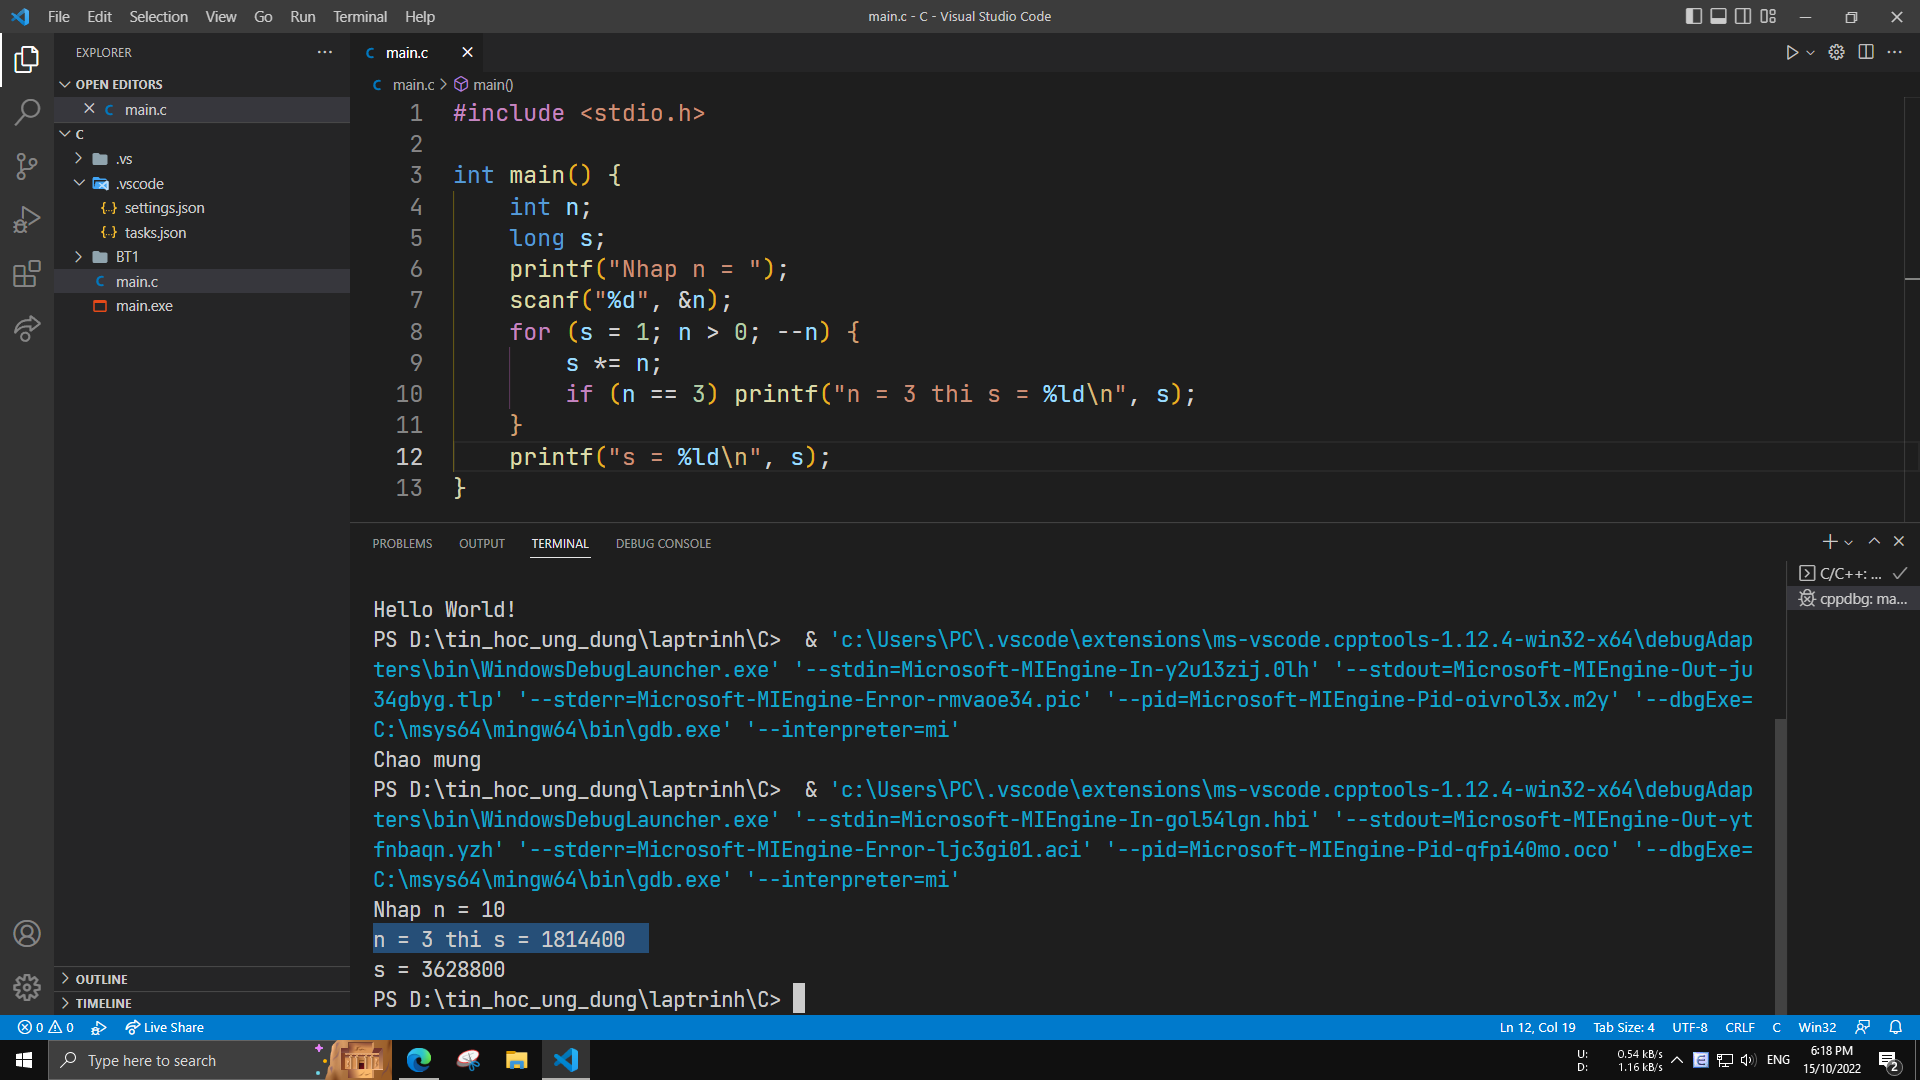 File Edit Selection View Go Run Terminal Help
main.c - C - Visual Studio Code
EXPLORER
OPEN EDITORS
main.c
C
.vs
.vscode
settings.json
tasks.json
BT1
main.c
main.exe
OUTLINE
TIMELINE
main.c
main.c > main()
1 #include <stdio.h>
2
3 int main() {
4 int n;
5 long s;
6 printf("Nhap n = ");
7 scanf("%d", &n);
8 for (s = 1; n > 0; --n) {
9 s *= n;
10 if (n == 3) printf("n = 3 thi s = %ld\n", s);
11 }
12 printf("s = %ld\n", s);
13 }
PROBLEMS OUTPUT TERMINAL DEBUG CONSOLE
C/C++: ...
cppdbg: ma...
Hello World!
PS D:\tin_hoc_ung_dung\laptrinh\C>  & 'c:\Users\PC\.vscode\extensions\ms-vscode.cpptools-1.12.4-win32-x64\debugAdap
ters\bin\WindowsDebugLauncher.exe' '--stdin=Microsoft-MIEngine-In-y2u13zij.0lh' '--stdout=Microsoft-MIEngine-Out-ju
34gbyg.tlp' '--stderr=Microsoft-MIEngine-Error-rmvaoe34.pic' '--pid=Microsoft-MIEngine-Pid-oivrol3x.m2y' '--dbgExe=
C:\msys64\mingw64\bin\gdb.exe' '--interpreter=mi'
Chao mung
PS D:\tin_hoc_ung_dung\laptrinh\C>  & 'c:\Users\PC\.vscode\extensions\ms-vscode.cpptools-1.12.4-win32-x64\debugAdap
ters\bin\WindowsDebugLauncher.exe' '--stdin=Microsoft-MIEngine-In-gol54lgn.hbi' '--stdout=Microsoft-MIEngine-Out-yt
fnbaqn.yzh' '--stderr=Microsoft-MIEngine-Error-ljc3gi01.aci' '--pid=Microsoft-MIEngine-Pid-qfpi40mo.oco' '--dbgExe=
C:\msys64\mingw64\bin\gdb.exe' '--interpreter=mi'
Nhap n = 10
n = 3 thi s = 1814400
s = 3628800
PS D:\tin_hoc_ung_dung\laptrinh\C>
0 0 Live Share
Ln 12, Col 19 Tab Size: 4 UTF-8 CRLF C Win32
Type here to search
U: 0.54 kB/s
D: 1.16 kB/s
ENG
6:18 PM
15/10/2022
2